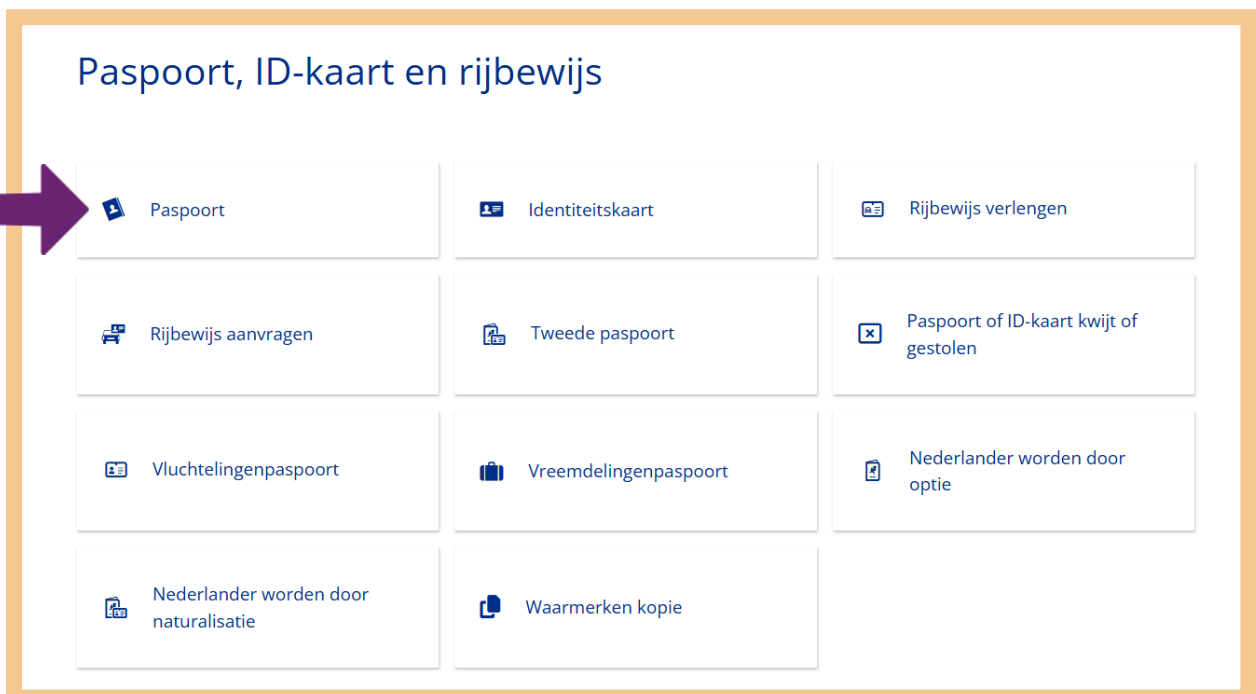 Paspoort, ID-kaart en rijbewijs
Paspoort
Identiteitskaart
Rijbewijs verlengen
Rijbewijs aanvragen
Tweede paspoort
Paspoort of ID-kaart kwijt of
gestolen
Vluchtelingenpaspoort
Vreemdelingenpaspoort
Nederlander worden door
optie
Nederlander worden door
naturalisatie
Waarmerken kopie